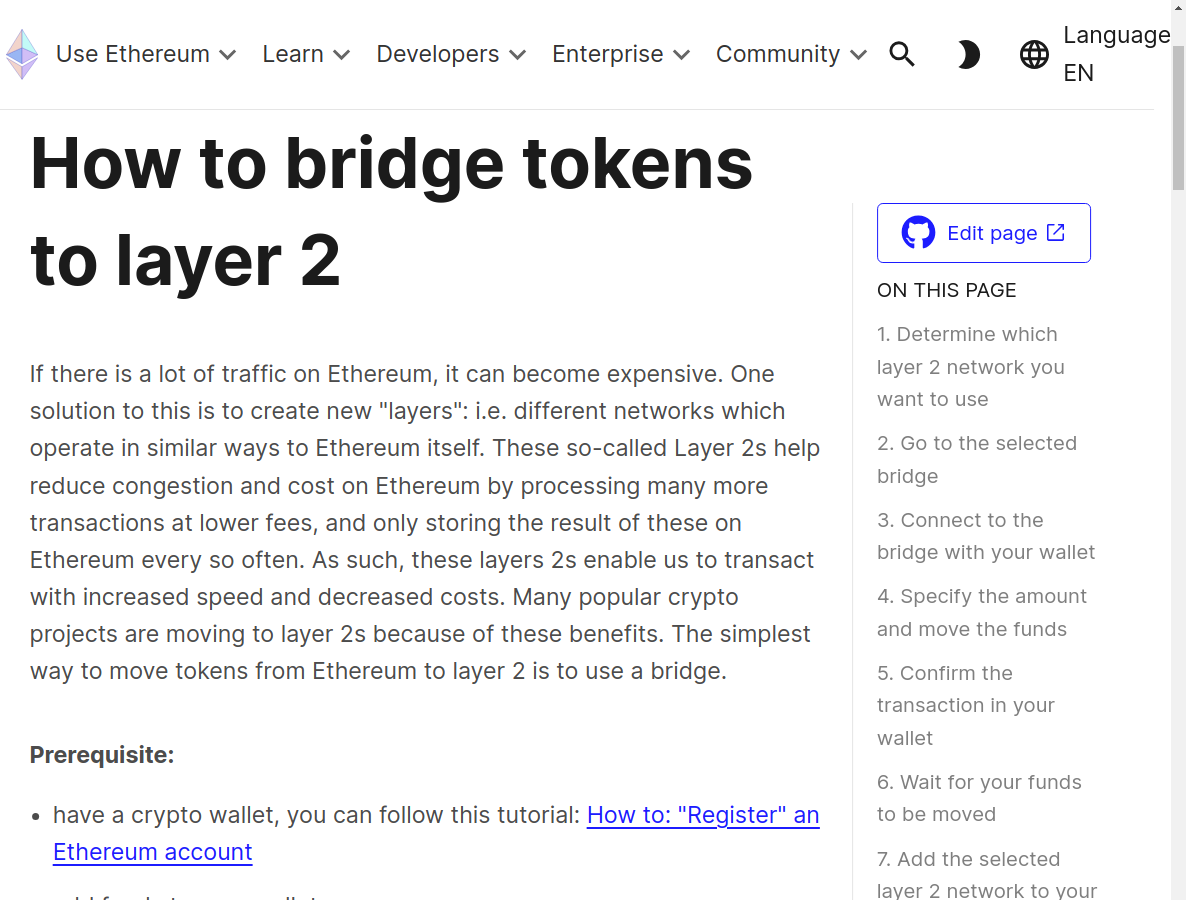 Use Ethereum Learn Developers Enterprise Community Language EN
How to bridge tokens
to layer 2
If there is a lot of traffic on Ethereum, it can become expensive. One
solution to this is to create new "layers": i.e. different networks which
operate in similar ways to Ethereum itself. These so-called Layer 2s help
reduce congestion and cost on Ethereum by processing many more
transactions at lower fees, and only storing the result of these on
Ethereum every so often. As such, these layers 2s enable us to transact
with increased speed and decreased costs. Many popular crypto
projects are moving to layer 2s because of these benefits. The simplest
way to move tokens from Ethereum to layer 2 is to use a bridge.
Prerequisite:
• have a crypto wallet, you can follow this tutorial: How to: "Register" an
Ethereum account
Edit page
ON THIS PAGE
1. Determine which
layer 2 network you
want to use
2. Go to the selected
bridge
3. Connect to the
bridge with your wallet
4. Specify the amount
and move the funds
5. Confirm the
transaction in your
wallet
6. Wait for your funds
to be moved
7. Add the selected
layer 2 network to your